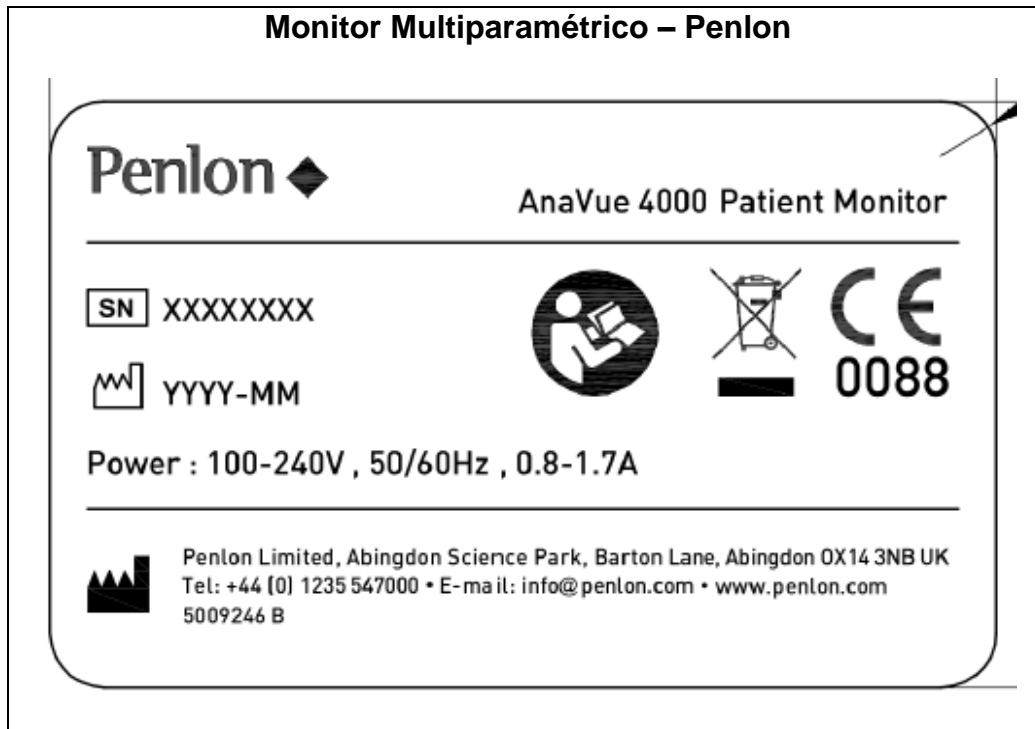 Monitor Multiparamétrico – Penlon
Penlon
AnaVue 4000 Patient Monitor
SN XXXXXXXX
YYYY-MM
CE
0088
Power : 100-240V , 50/60Hz , 0.8-1.7A
Penlon Limited, Abingdon Science Park, Barton Lane, Abingdon OX14 3NB UK
Tel: +44 (0) 1235 547000 • E-mail: info@penlon.com • www.penlon.com
5009246 B